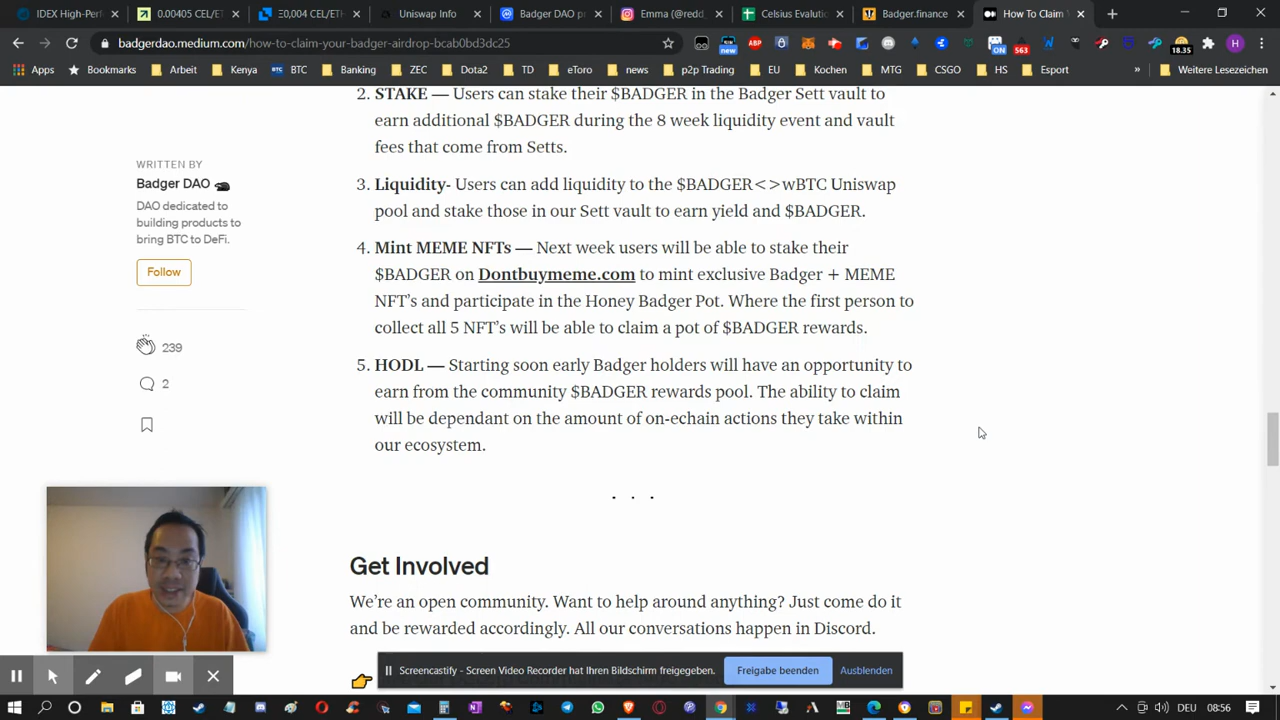 IDEX High-Per
0.00405 CEL/E
Ξ0,004 CEL/ETH
Uniswap Info
Badger DAO pr
Emma (@redd_
Celsius Evalutic
Badger.finance
How To Claim Y
badgerdao.medium.com/how-to-claim-your-badger-airdrop-bcab0bd3dc25
ABP
new
ON
563
18.35
H
Apps
Bookmarks
Arbeit
Kenya
BTC
BTC
Banking
ZEC
Dota2
TD
eToro
news
p2p Trading
EU
Kochen
MTG
CSGO
HS
Esport
»
Weitere Lesezeichen
2. STAKE — Users can stake their $BADGER in the Badger Sett vault to
earn additional $BADGER during the 8 week liquidity event and vault
fees that come from Setts.
WRITTEN BY
Badger DAO
DAO dedicated to
building products to
bring BTC to DeFi.
Follow
239
2
3. Liquidity- Users can add liquidity to the $BADGER<>wBTC Uniswap
pool and stake those in our Sett vault to earn yield and $BADGER.
4. Mint MEME NFTs — Next week users will be able to stake their
$BADGER on Dontbuymeme.com to mint exclusive Badger + MEME
NFT's and participate in the Honey Badger Pot. Where the first person to
collect all 5 NFT's will be able to claim a pot of $BADGER rewards.
5. HODL — Starting soon early Badger holders will have an opportunity to
earn from the community $BADGER rewards pool. The ability to claim
will be dependant on the amount of on-echain actions they take within
our ecosystem.
. . .
Get Involved
We're an open community. Want to help around anything? Just come do it
and be rewarded accordingly. All our conversations happen in Discord.
Screencastify - Screen Video Recorder hat Ihren Bildschirm freigegeben.
Freigabe beenden
Ausblenden
DEU
08:56